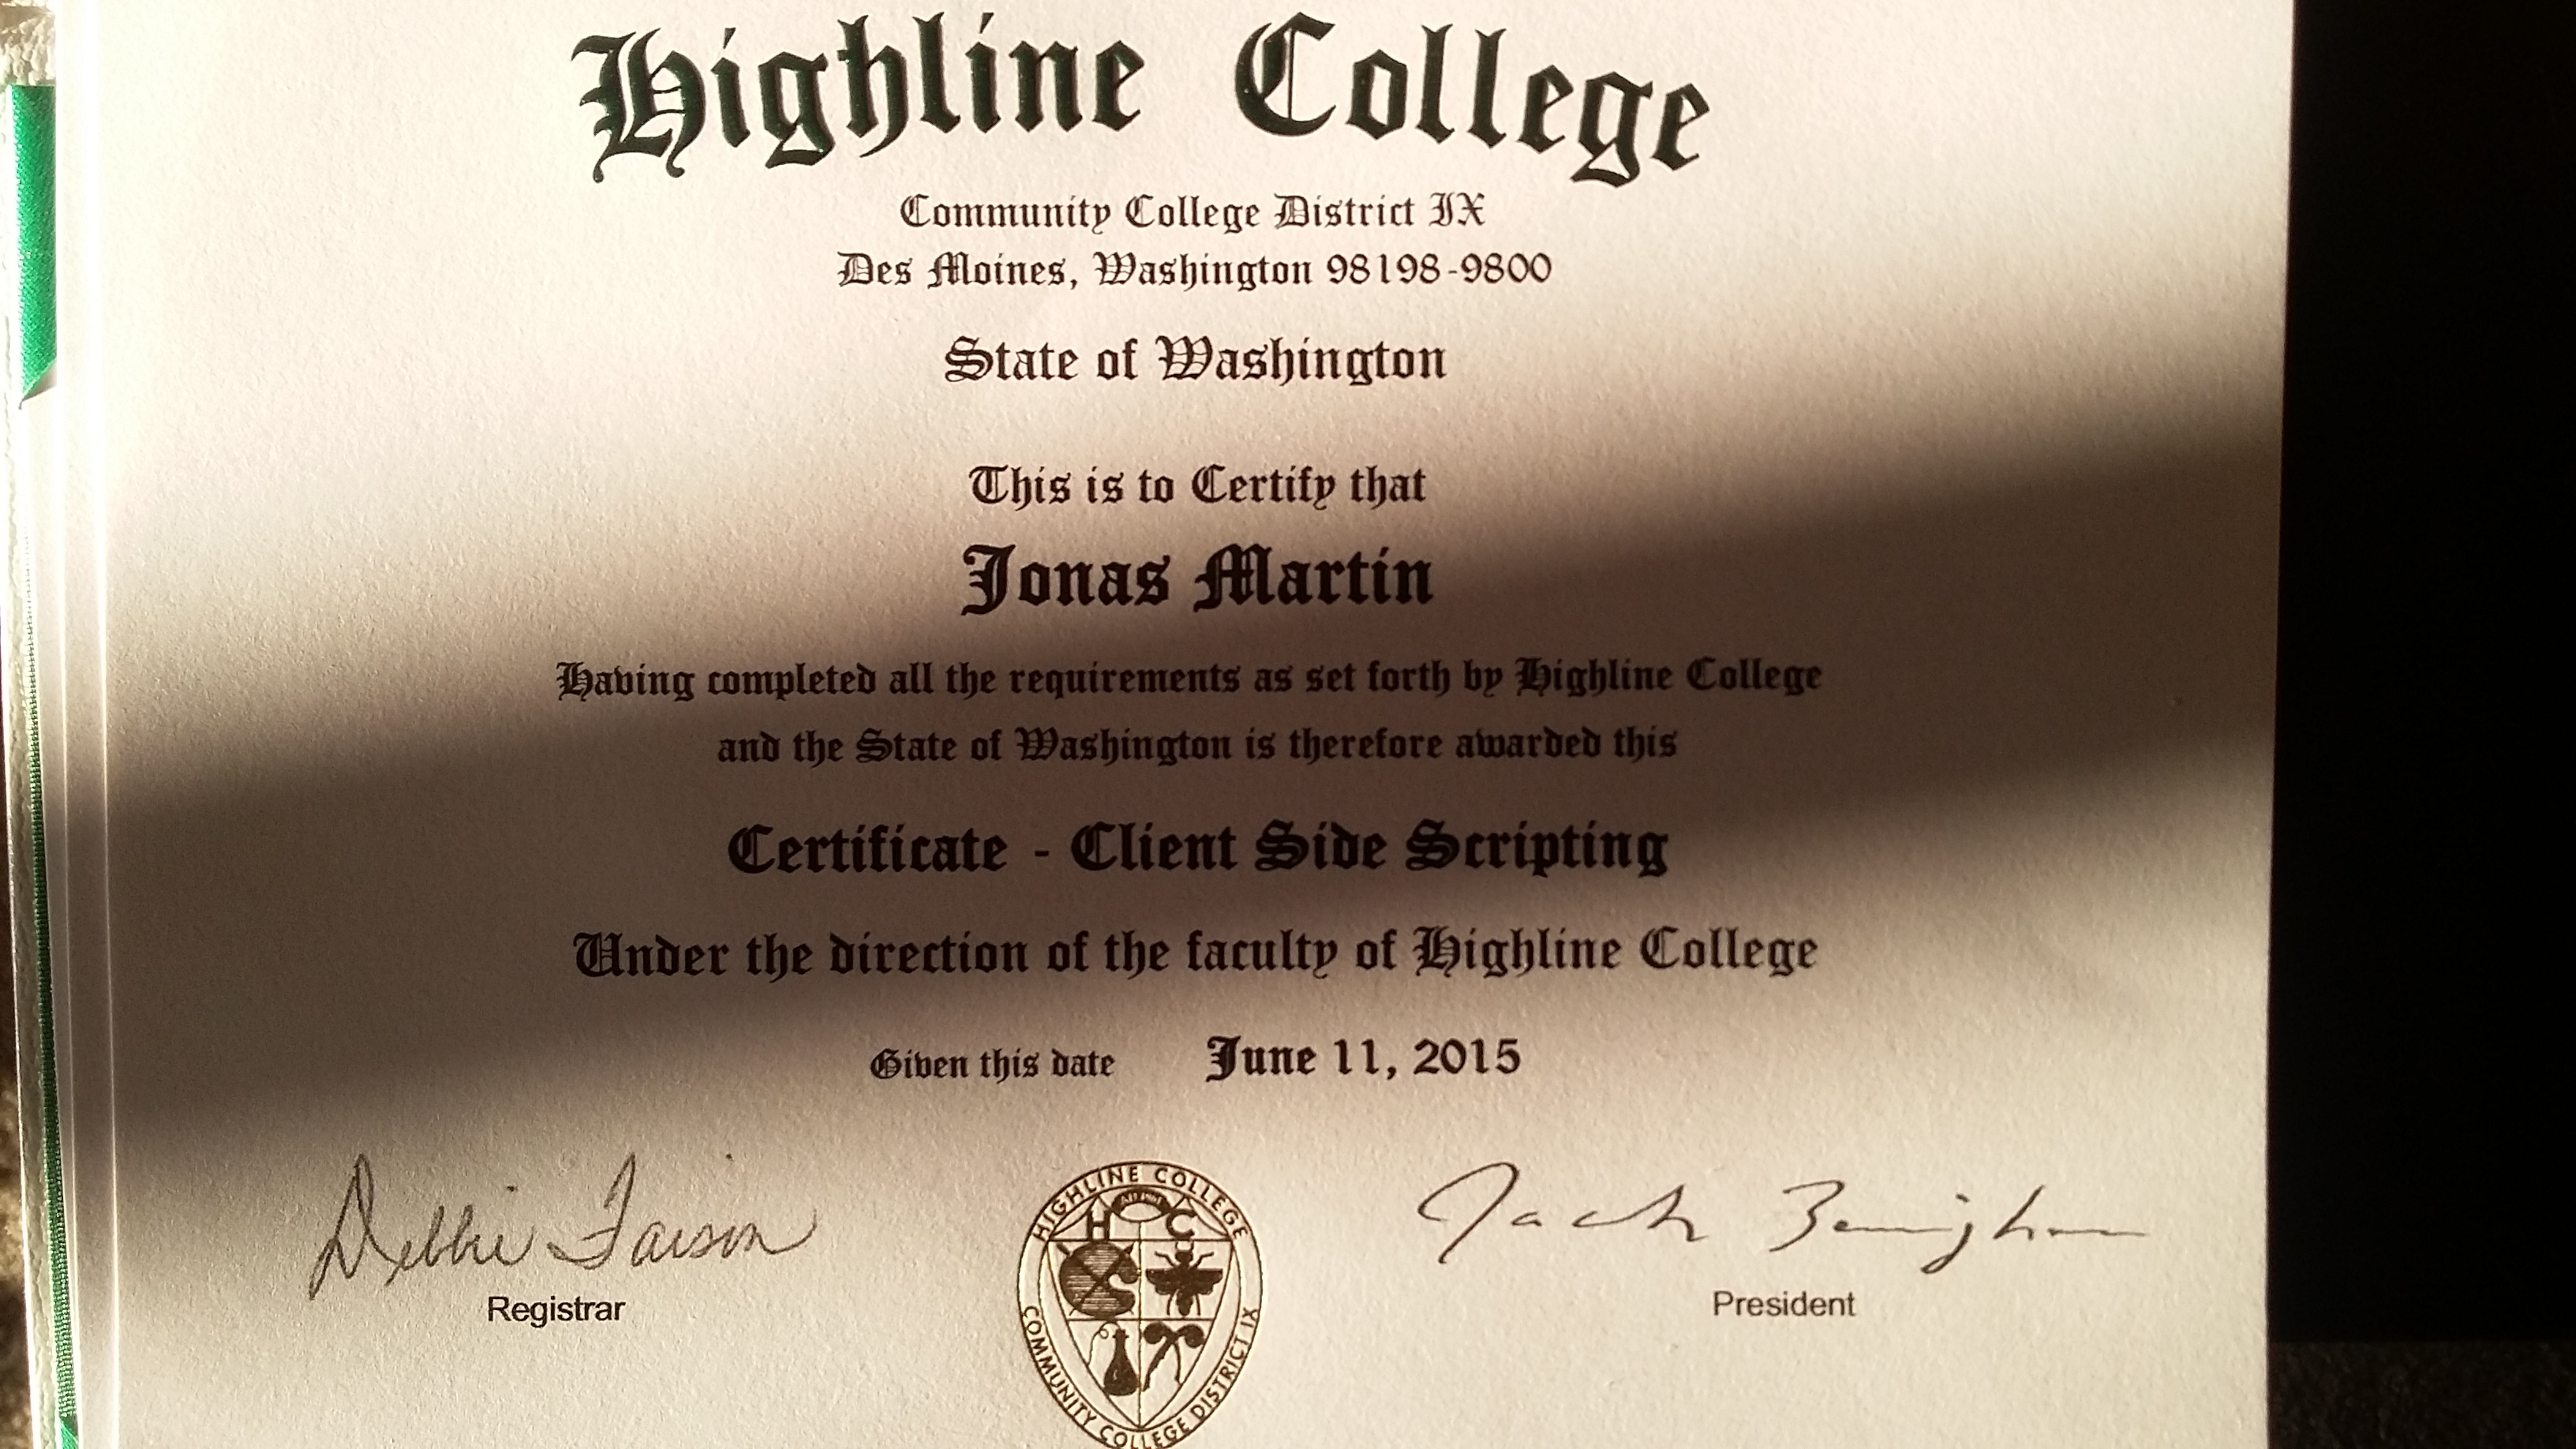 Highline College
Community College District IX
Des Moines, Washington 98198-9800
State of Washington
This is to Certify that
Jonas Martin
Having completed all the requirements as set forth by Highline College
and the State of Washington is therefore awarded this
Certificate - Client Side Scripting
Under the direction of the faculty of Highline College
Given this date June 11, 2015
Debbie Faison
Registrar
HIGHLINE COLLEGE
H C
COMMUNITY COLLEGE DISTRICT IX
Jack Bermingham
President